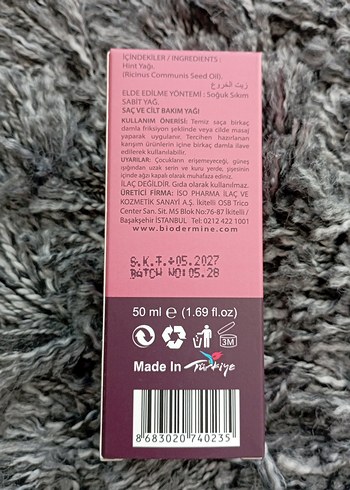 İÇİNDEKİLER / INGREDIENTS :
Hint Yağı.
(Ricinus Communis Seed Oil).
زيت الخروع
ELDE EDİLME YÖNTEMİ : Soğuk Sıkım
SABİT YAĞ.
SAÇ VE CİLT BAKIM YAĞI
KULLANIM ÖNERİSİ: Temiz saça birkaç
damla friksiyon şeklinde veya cilde masaj
yaparak uygulanır. Tercihen hazırlanan
karışım ürünlerin içine birkaç damla ilave
edilerek kullanılabilir.
UYARILAR: Çocukların erişemeyeceği, güneş
ışığından uzak serin ve kuru yerde, şişesinin
içinde ağzı kapalı olarak muhafaza ediniz.
İLAÇ DEĞİLDİR. Gıda olarak kullanılmaz.
ÜRETİCİ FİRMA: İSO PHARMA İLAÇ VE
KOZMETİK SANAYİ A.Ş. İkitelli OSB Trico
Center San. Sit. M5 Blok No:76-87 İkitelli /
Başakşehir İSTANBUL Tel: 0212 422 1001
www.biodermine.com
S.K.T.:05.2027
BATCH NO:05.28
50 ml ℮ (1.69 fl.oz)
3M
Made In Türkiye
8 683020 740235